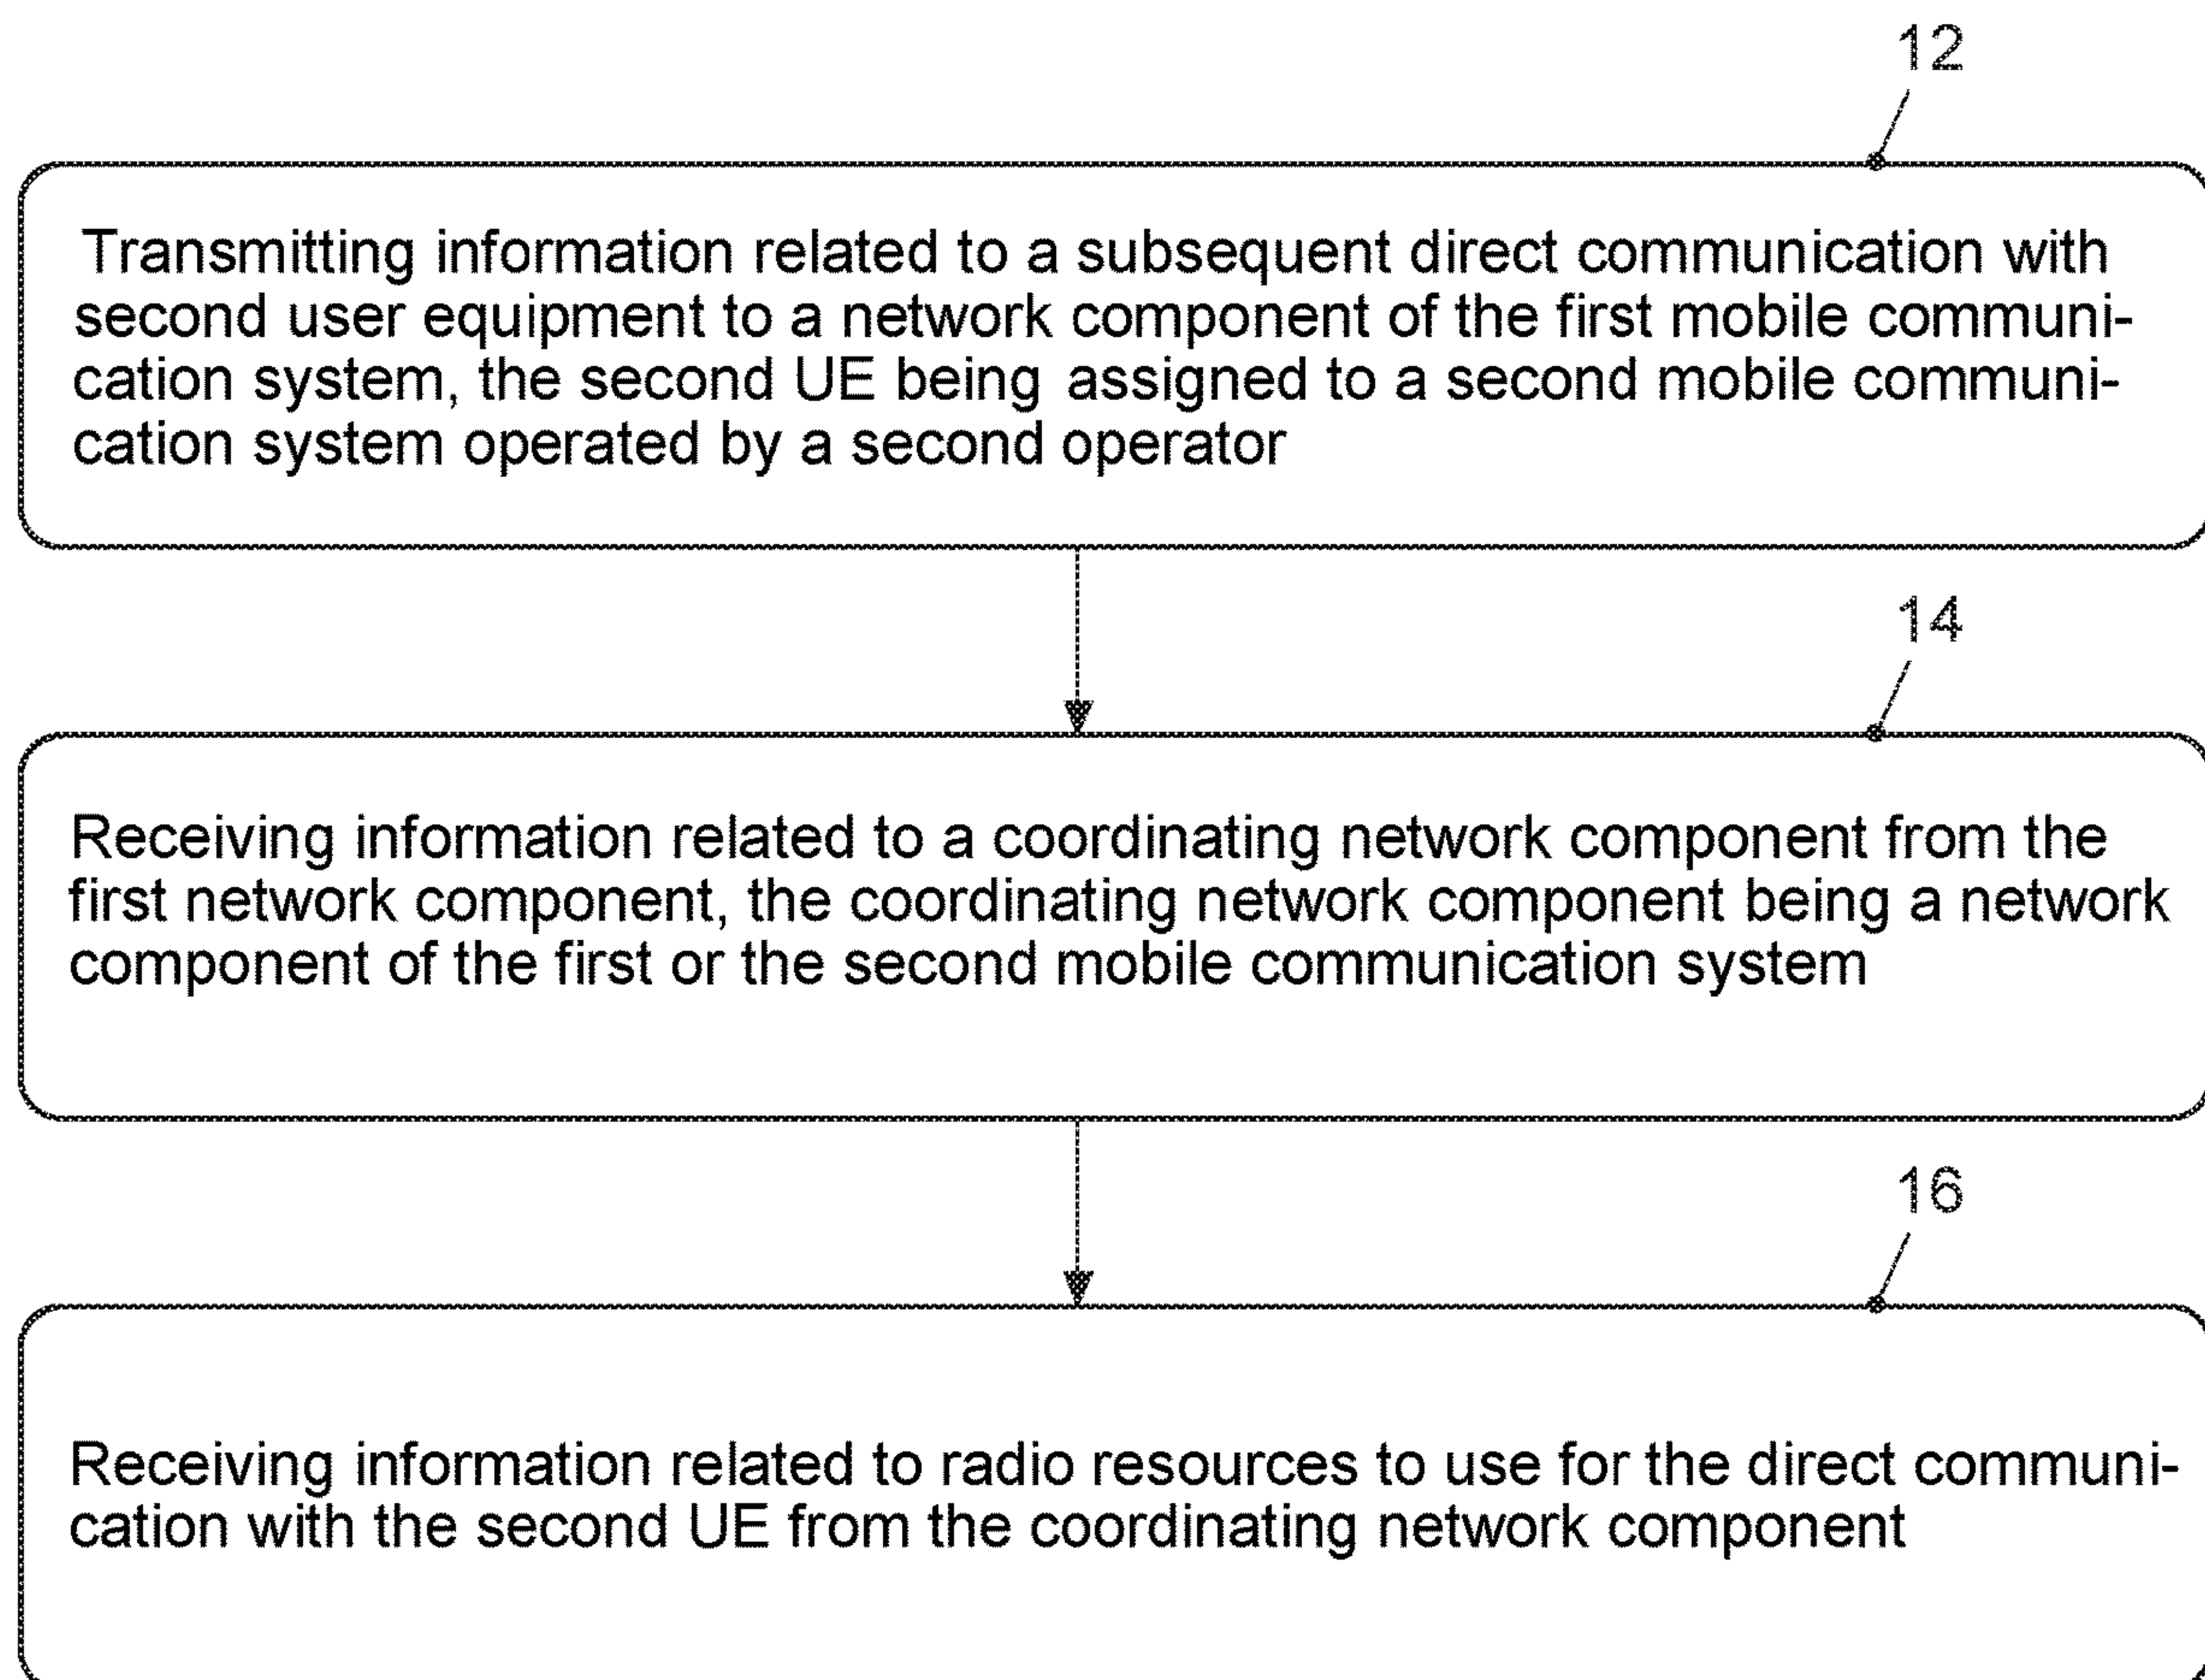 12
Transmitting information related to a subsequent direct communication with
second user equipment to a network component of the first mobile communi-
cation system, the second UE being assigned to a second mobile communi-
cation system operated by a second operator
14
Receiving information related to a coordinating network component from the
first network component, the coordinating network component being a network
component of the first or the second mobile communication system
16
Receiving information related to radio resources to use for the direct communi-
cation with the second UE from the coordinating network component